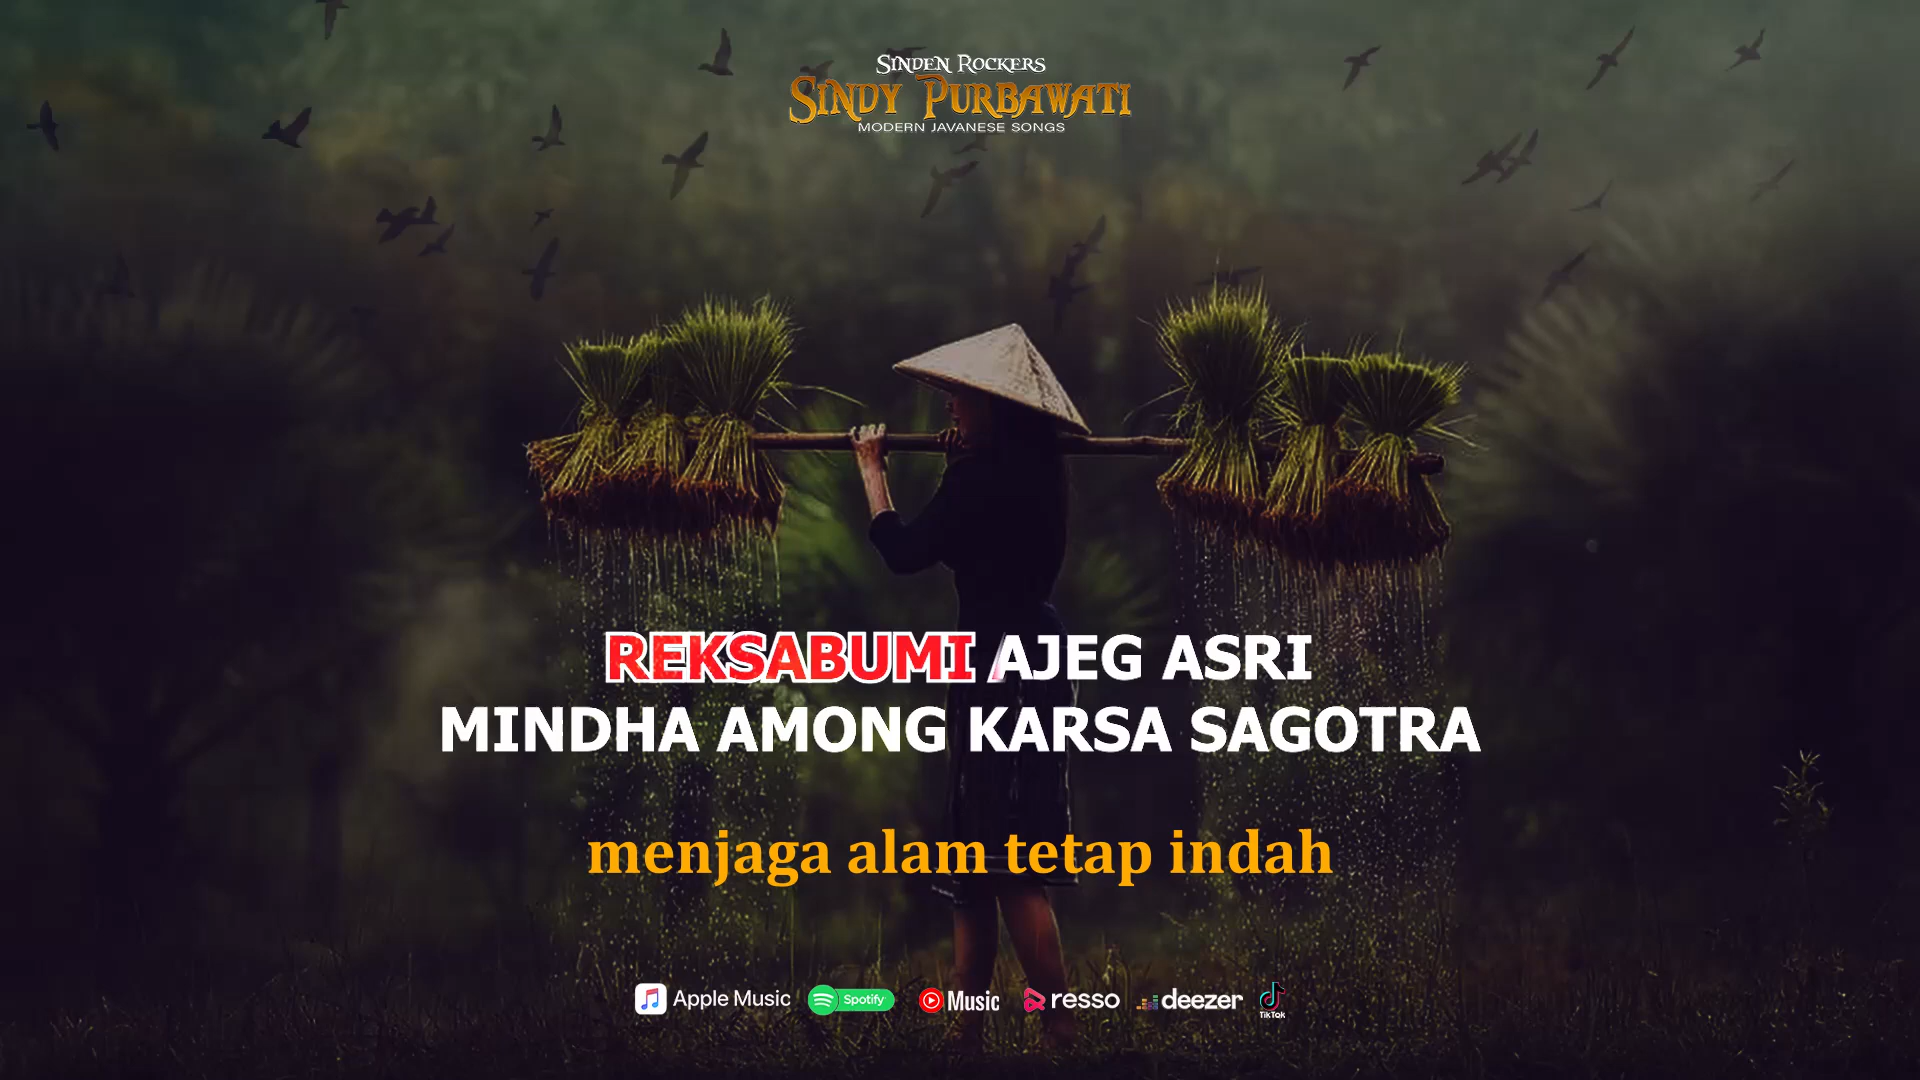 SINDEN ROCKERS
SINDY PURBAWATI
MODERN JAVANESE SONGS
REKSABUMI AJEG ASRI
MINDHA AMONG KARSA SAGOTRA
menjaga alam tetap indah
Apple Music Spotify Music resso deezer TikTok